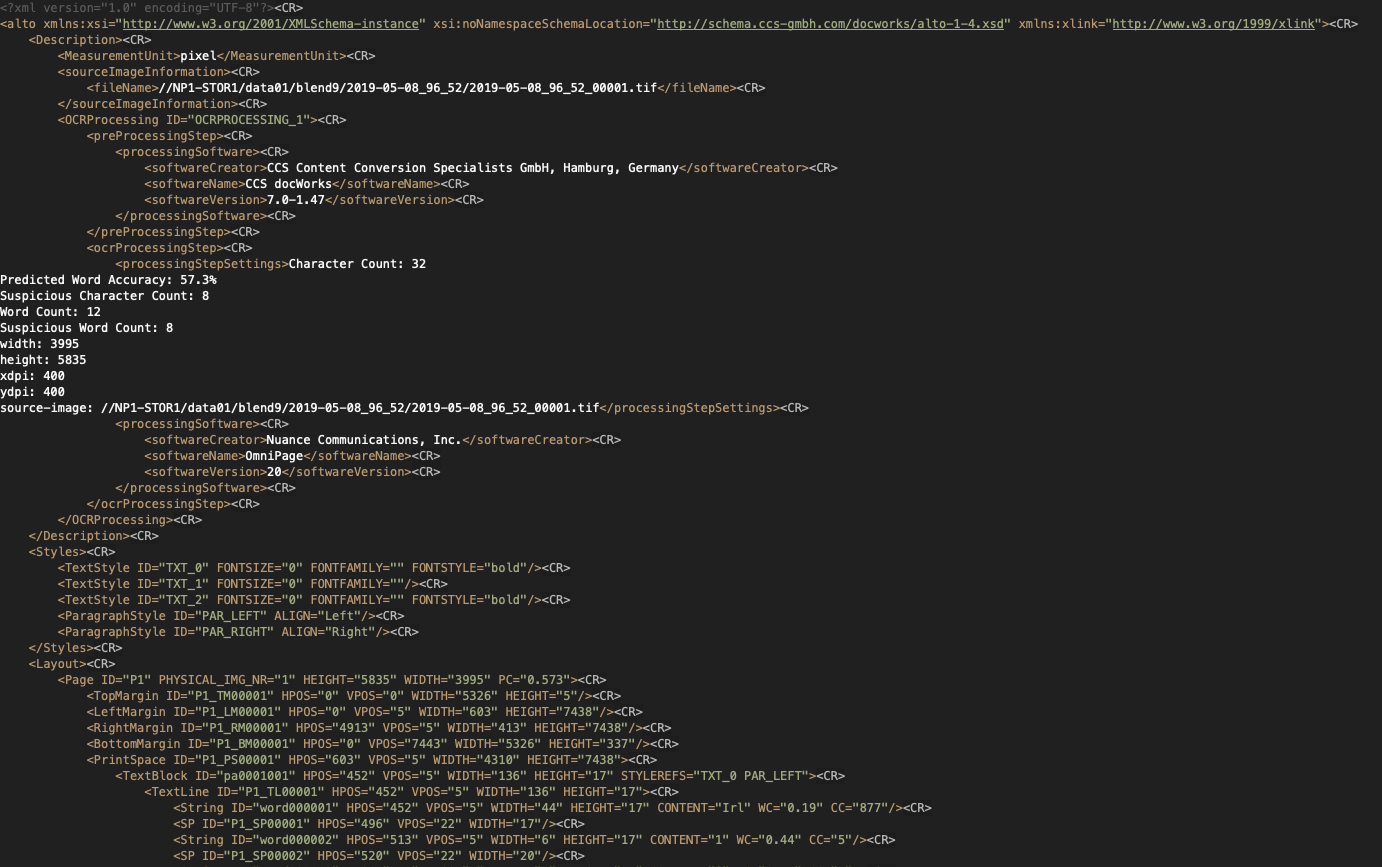 <?xml version="1.0" encoding="UTF-8"?><CR>
<alto xmlns:xsi="http://www.w3.org/2001/XMLSchema-instance" xsi:noNamespaceSchemaLocation="http://schema.ccs-gmbh.com/docworks/alto-1-4.xsd" xmlns:xlink="http://www.w3.org/1999/xlink"><CR>
<Description><CR>
<MeasurementUnit>pixel</MeasurementUnit><CR>
<sourceImageInformation><CR>
<fileName>//NP1-STOR1/data01/blend9/2019-05-08_96_52/2019-05-08_96_52_00001.tif</fileName><CR>
</sourceImageInformation><CR>
<OCRProcessing ID="OCRPROCESSING_1"><CR>
<preProcessingStep><CR>
<processingSoftware><CR>
<softwareCreator>CCS Content Conversion Specialists GmbH, Hamburg, Germany</softwareCreator><CR>
<softwareName>CCS docWorks</softwareName><CR>
<softwareVersion>7.0-1.47</softwareVersion><CR>
</processingSoftware><CR>
</preProcessingStep><CR>
<ocrProcessingStep><CR>
<processingStepSettings>Character Count: 32
Predicted Word Accuracy: 57.3%
Suspicious Character Count: 8
Word Count: 12
Suspicious Word Count: 8
width: 3995
height: 5835
xdpi: 400
ydpi: 400
source-image: //NP1-STOR1/data01/blend9/2019-05-08_96_52/2019-05-08_96_52_00001.tif</processingStepSettings><CR>
<processingSoftware><CR>
<softwareCreator>Nuance Communications, Inc.</softwareCreator><CR>
<softwareName>OmniPage</softwareName><CR>
<softwareVersion>20</softwareVersion><CR>
</processingSoftware><CR>
</ocrProcessingStep><CR>
</OCRProcessing><CR>
</Description><CR>
<Styles><CR>
<TextStyle ID="TXT_0" FONTSIZE="0" FONTFAMILY="" FONTSTYLE="bold"/><CR>
<TextStyle ID="TXT_1" FONTSIZE="0" FONTFAMILY=""/><CR>
<TextStyle ID="TXT_2" FONTSIZE="0" FONTFAMILY="" FONTSTYLE="bold"/><CR>
<ParagraphStyle ID="PAR_LEFT" ALIGN="Left"/><CR>
<ParagraphStyle ID="PAR_RIGHT" ALIGN="Right"/><CR>
</Styles><CR>
<Layout><CR>
<Page ID="P1" PHYSICAL_IMG_NR="1" HEIGHT="5835" WIDTH="3995" PC="0.573"><CR>
<TopMargin ID="P1_TM00001" HPOS="0" VPOS="0" WIDTH="5326" HEIGHT="5"/><CR>
<LeftMargin ID="P1_LM00001" HPOS="0" VPOS="5" WIDTH="603" HEIGHT="7438"/><CR>
<RightMargin ID="P1_RM00001" HPOS="4913" VPOS="5" WIDTH="413" HEIGHT="7438"/><CR>
<BottomMargin ID="P1_BM00001" HPOS="0" VPOS="7443" WIDTH="5326" HEIGHT="337"/><CR>
<PrintSpace ID="P1_PS00001" HPOS="603" VPOS="5" WIDTH="4310" HEIGHT="7438"><CR>
<TextBlock ID="pa0001001" HPOS="452" VPOS="5" WIDTH="136" HEIGHT="17" STYLEREFS="TXT_0 PAR_LEFT"><CR>
<TextLine ID="P1_TL00001" HPOS="452" VPOS="5" WIDTH="136" HEIGHT="17"><CR>
<String ID="word000001" HPOS="452" VPOS="5" WIDTH="44" HEIGHT="17" CONTENT="Irl" WC="0.19" CC="877"/><CR>
<SP ID="P1_SP00001" HPOS="496" VPOS="22" WIDTH="17"/><CR>
<String ID="word000002" HPOS="513" VPOS="5" WIDTH="6" HEIGHT="17" CONTENT="1" WC="0.44" CC="5"/><CR>
<SP ID="P1_SP00002" HPOS="520" VPOS="22" WIDTH="20"/><CR>